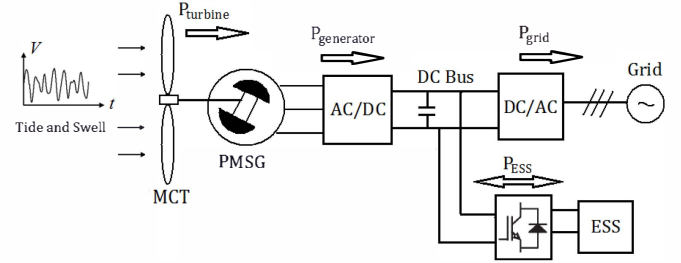 P_turbine
V
t
Tide and Swell
MCT
PMSG
P_generator
AC/DC
DC Bus
P_grid
DC/AC
Grid
~
P_ESS
ESS